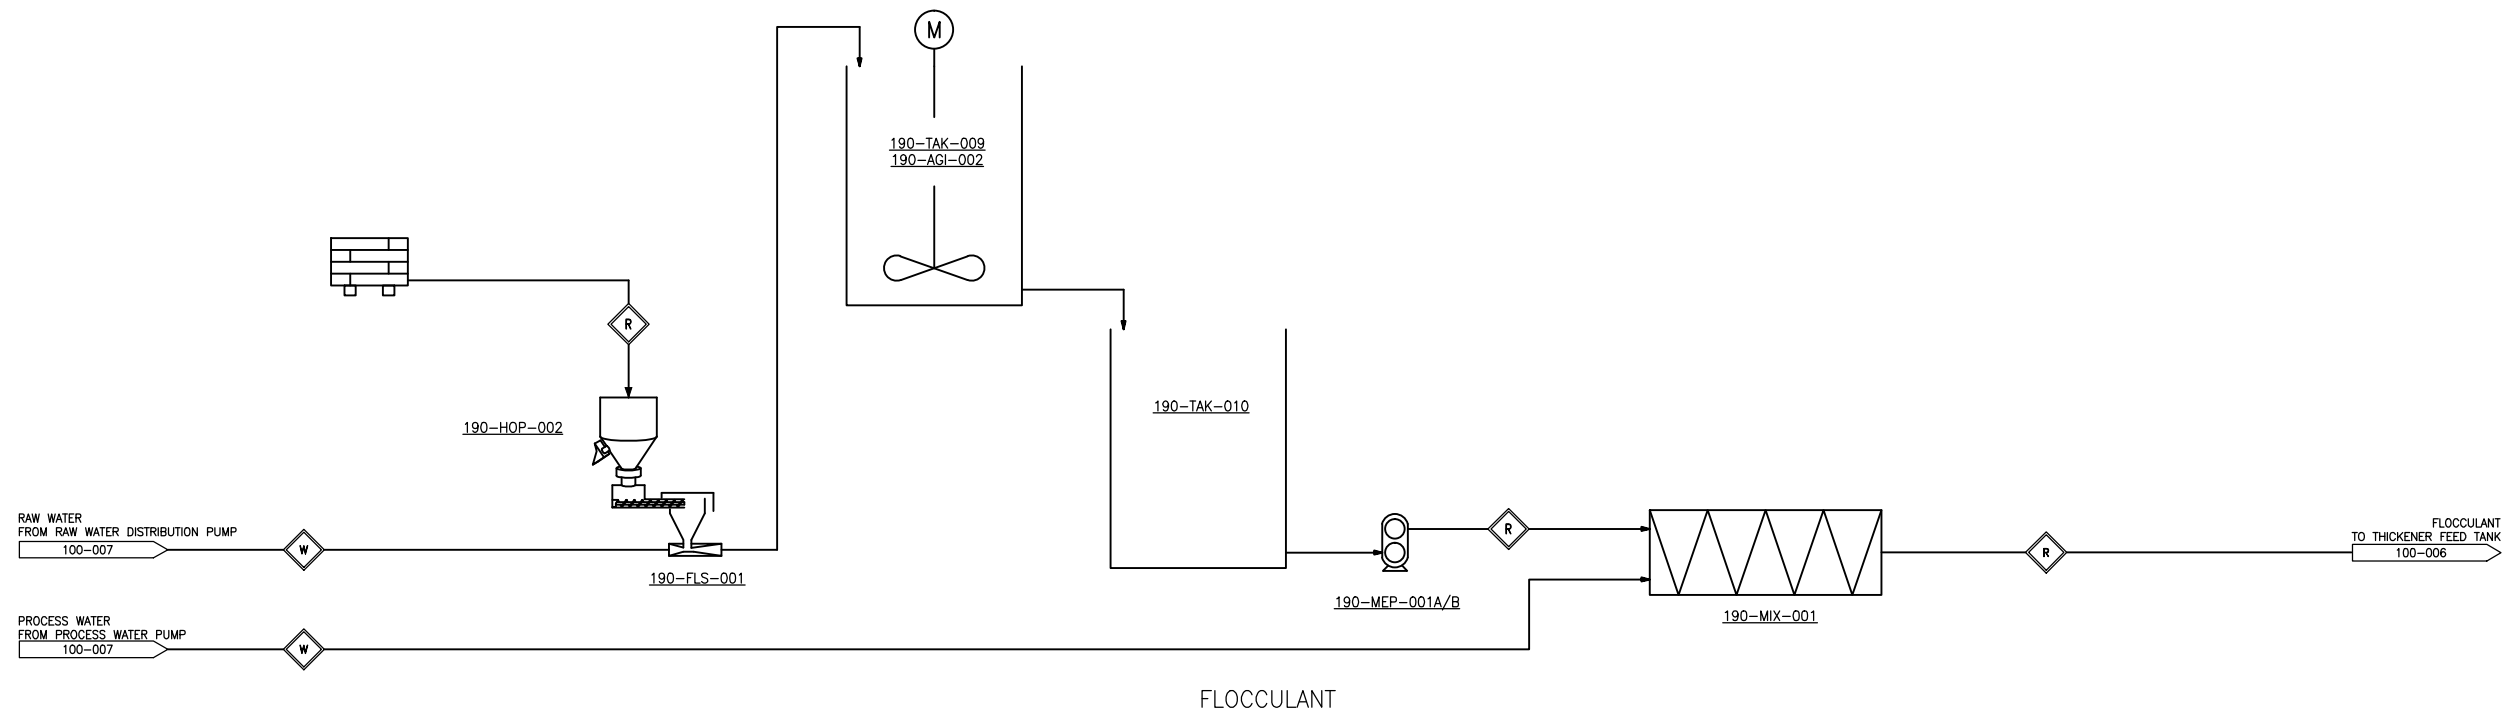 M
190-TAK-009
190-AGI-002
R
190-TAK-010
190-HOP-002
RAW WATER
FROM RAW WATER DISTRIBUTION PUMP
100-007
W
190-FLS-001
R
FLOCCULANT
TO THICKENER FEED TANK
100-006
R
190-MEP-001A/B
190-MIX-001
PROCESS WATER
FROM PROCESS WATER PUMP
100-007
W
FLOCCULANT